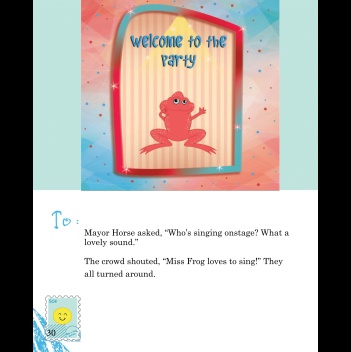 Welcome to the
Party
To:
Mayor Horse asked, “Who’s singing onstage? What a
lovely sound.”
The crowd shouted, “Miss Frog loves to sing!” They
all turned around.
30